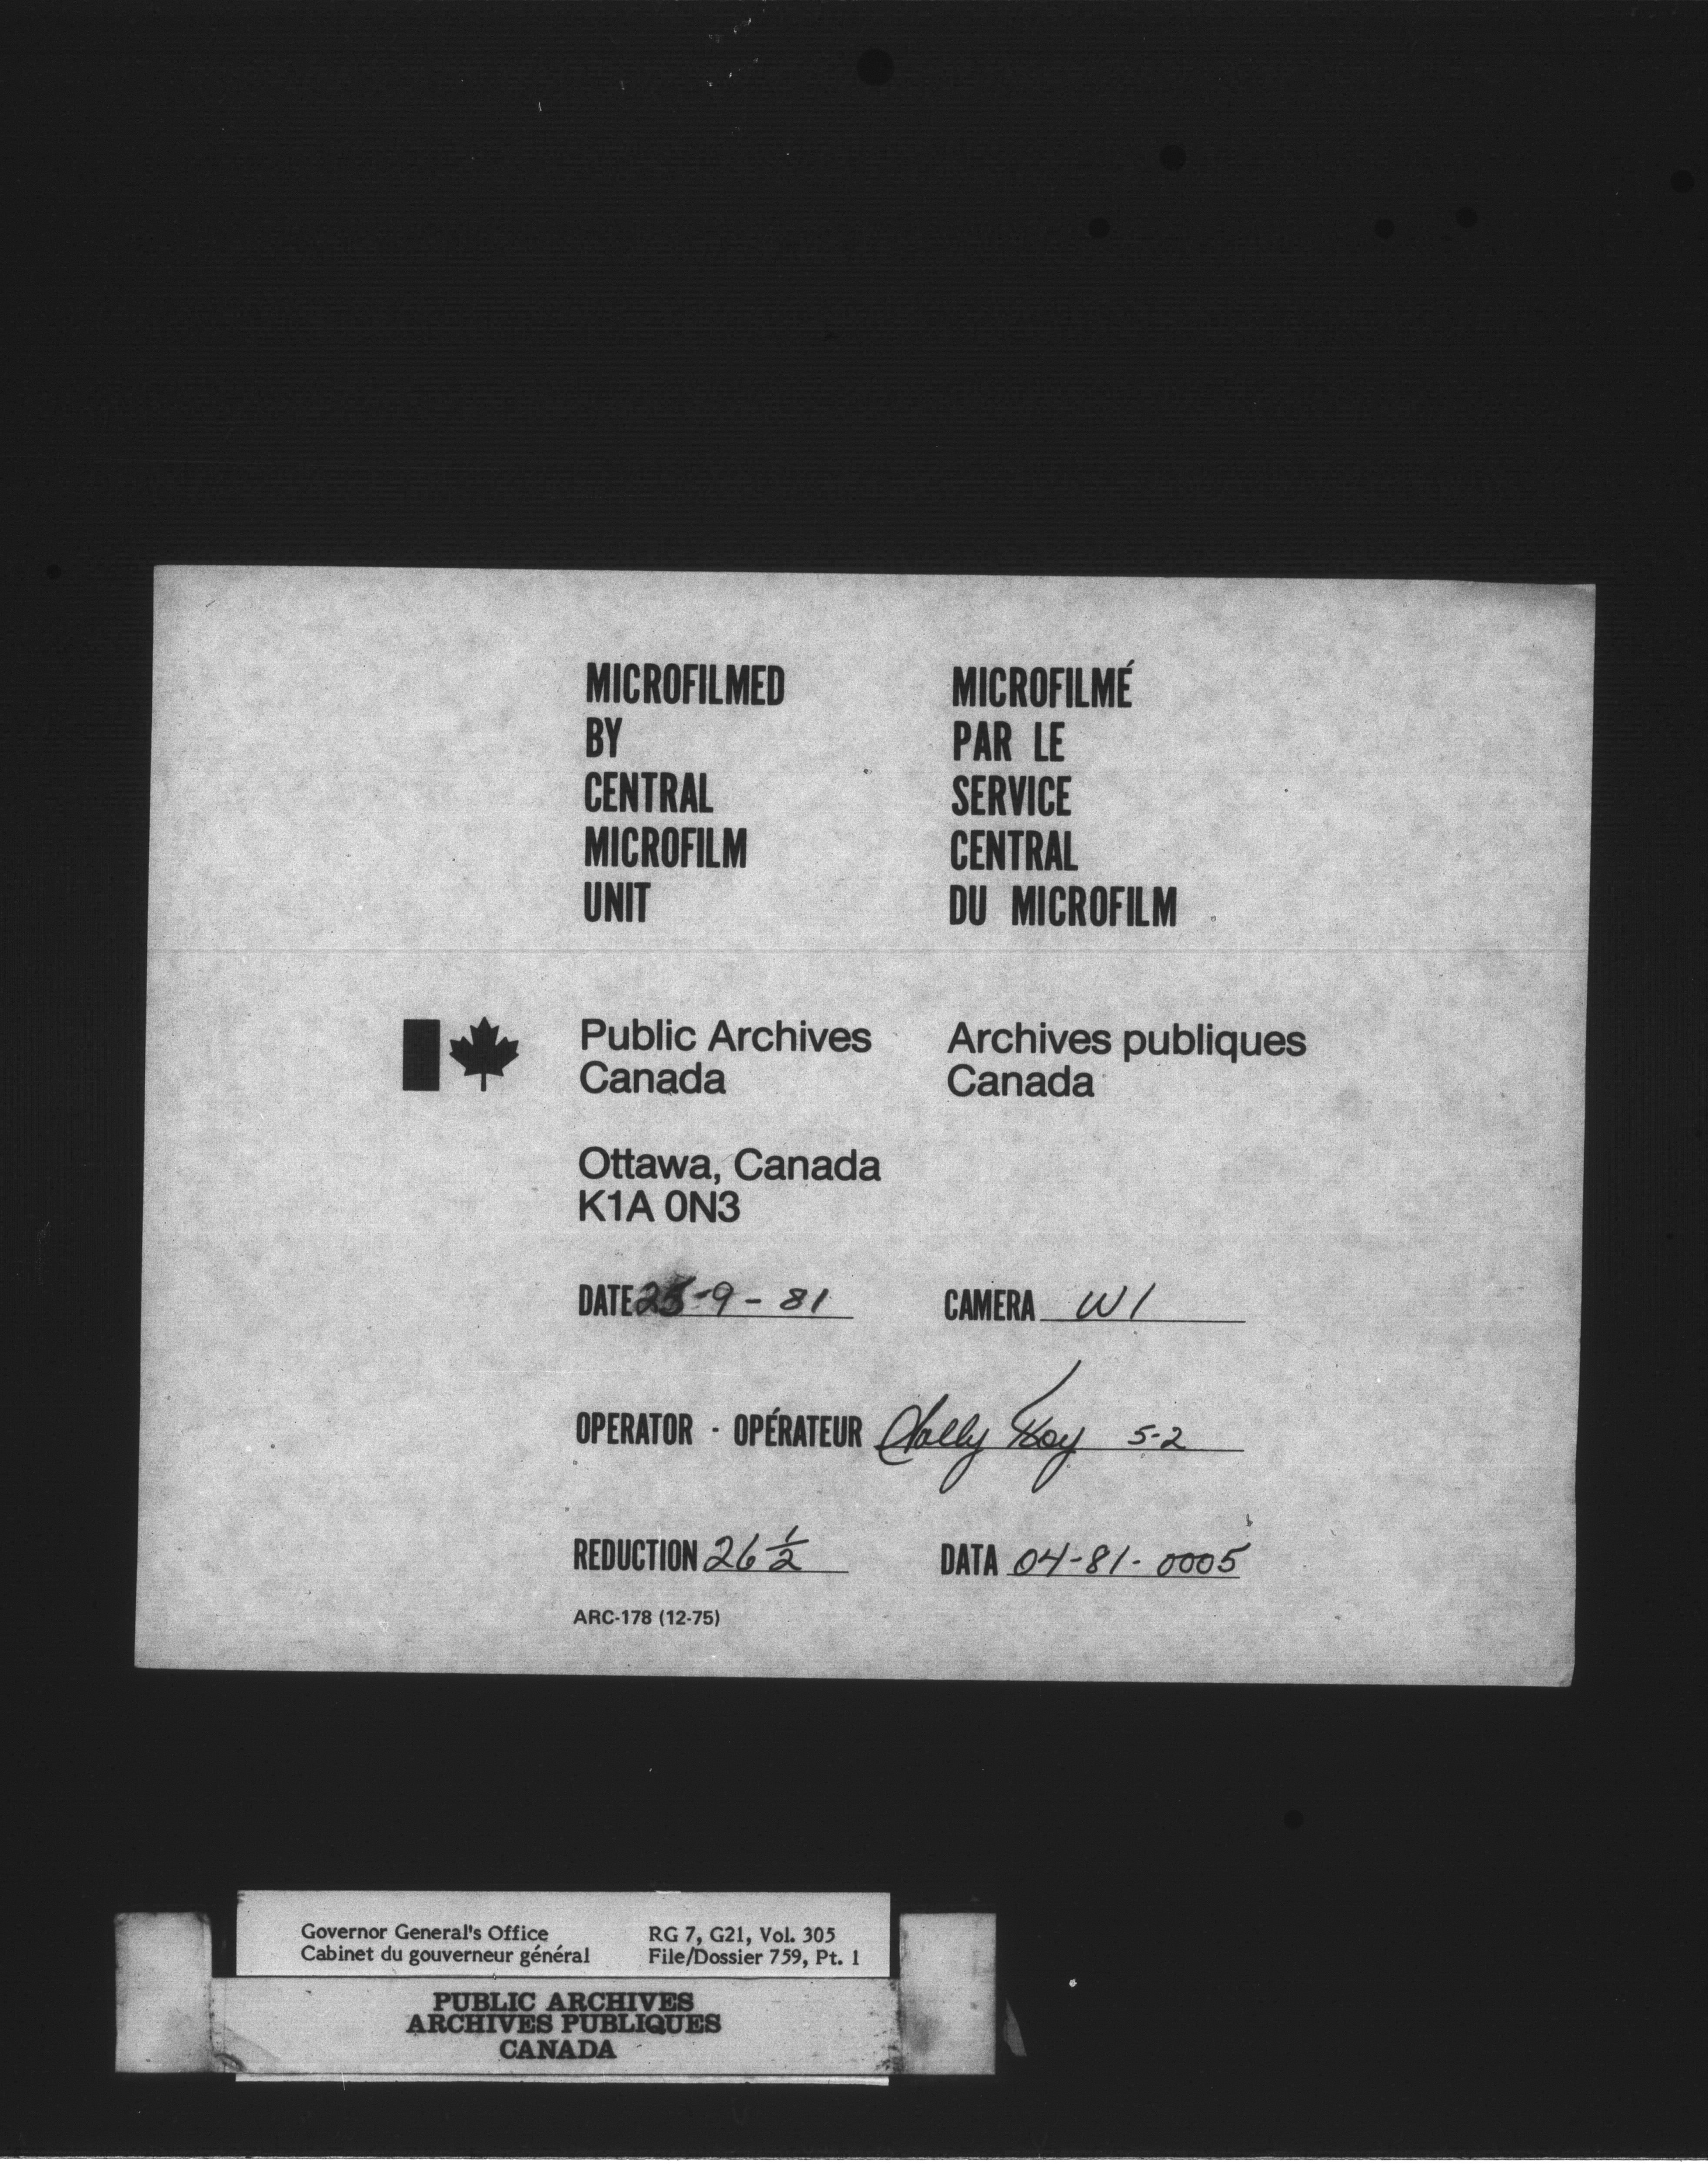 MICROFILMED
BY
CENTRAL
MICROFILM
UNIT
MICROFILMÉ
PAR LE
SERVICE
CENTRAL
DU MICROFILM
Public Archives
Canada
Archives publiques
Canada
Ottawa, Canada
K1A 0N3
DATE 25-9-81
CAMERA W1
OPERATOR - OPÉRATEUR 5-2
REDUCTION 26 1/2
DATA 04-81-0005
ARC-178 (12-75)
Governor General's Office
Cabinet du gouverneur général
RG 7, G21, Vol. 305
File/Dossier 759, Pt. 1
PUBLIC ARCHIVES
ARCHIVES PUBLIQUES
CANADA